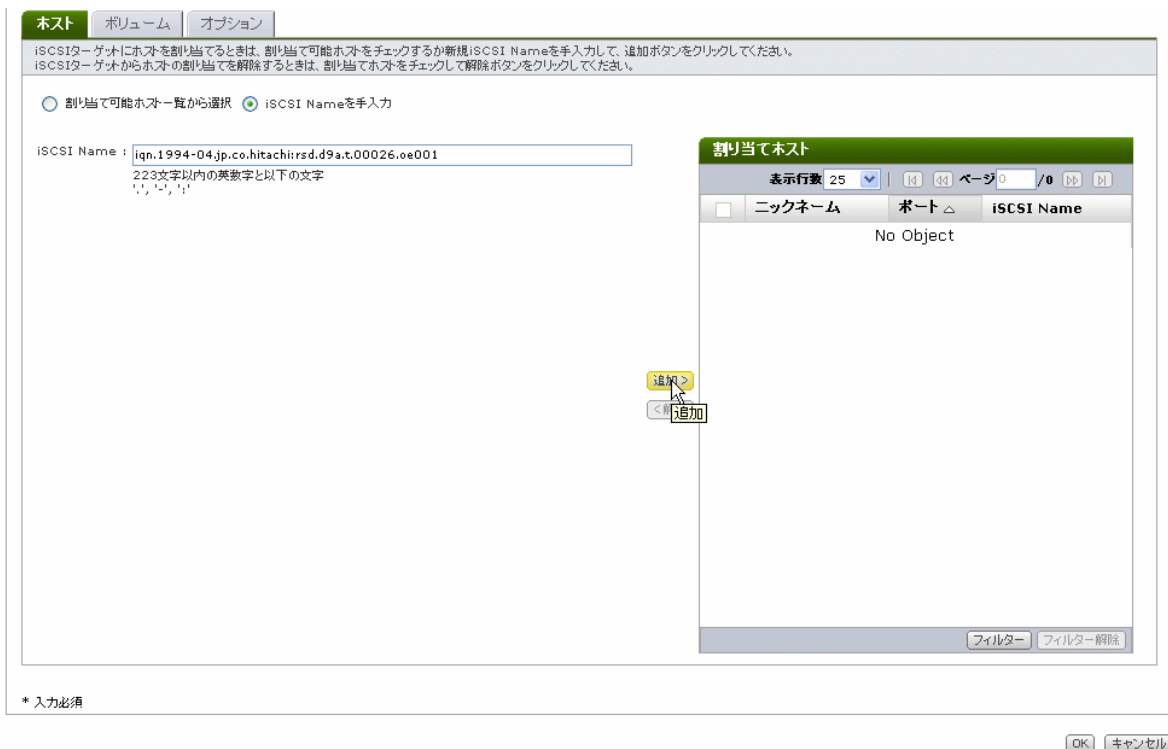 ホスト ボリューム オプション
iSCSIターゲットにホストを割り当てるときは、割り当て可能ホストをチェックするか新規iSCSI Nameを手入力して、追加ボタンをクリックしてください。
iSCSIターゲットからホストの割り当てを解除するときは、割り当てホストをチェックして解除ボタンをクリックしてください。
割り当て可能ホスト一覧から選択 iSCSI Nameを手入力
iSCSI Name : iqn.1994-04.jp.co.hitachi:rsd.d9a.t.00026.oe001
223文字以内の英数字と以下の文字
'.', '-', ':'
割り当てホスト
表示行数 25 ページ 0 /0
ニックネーム ポート△ iSCSI Name
No Object
追加 >
<
追加
フィルター フィルター解除
* 入力必須
OK キャンセル